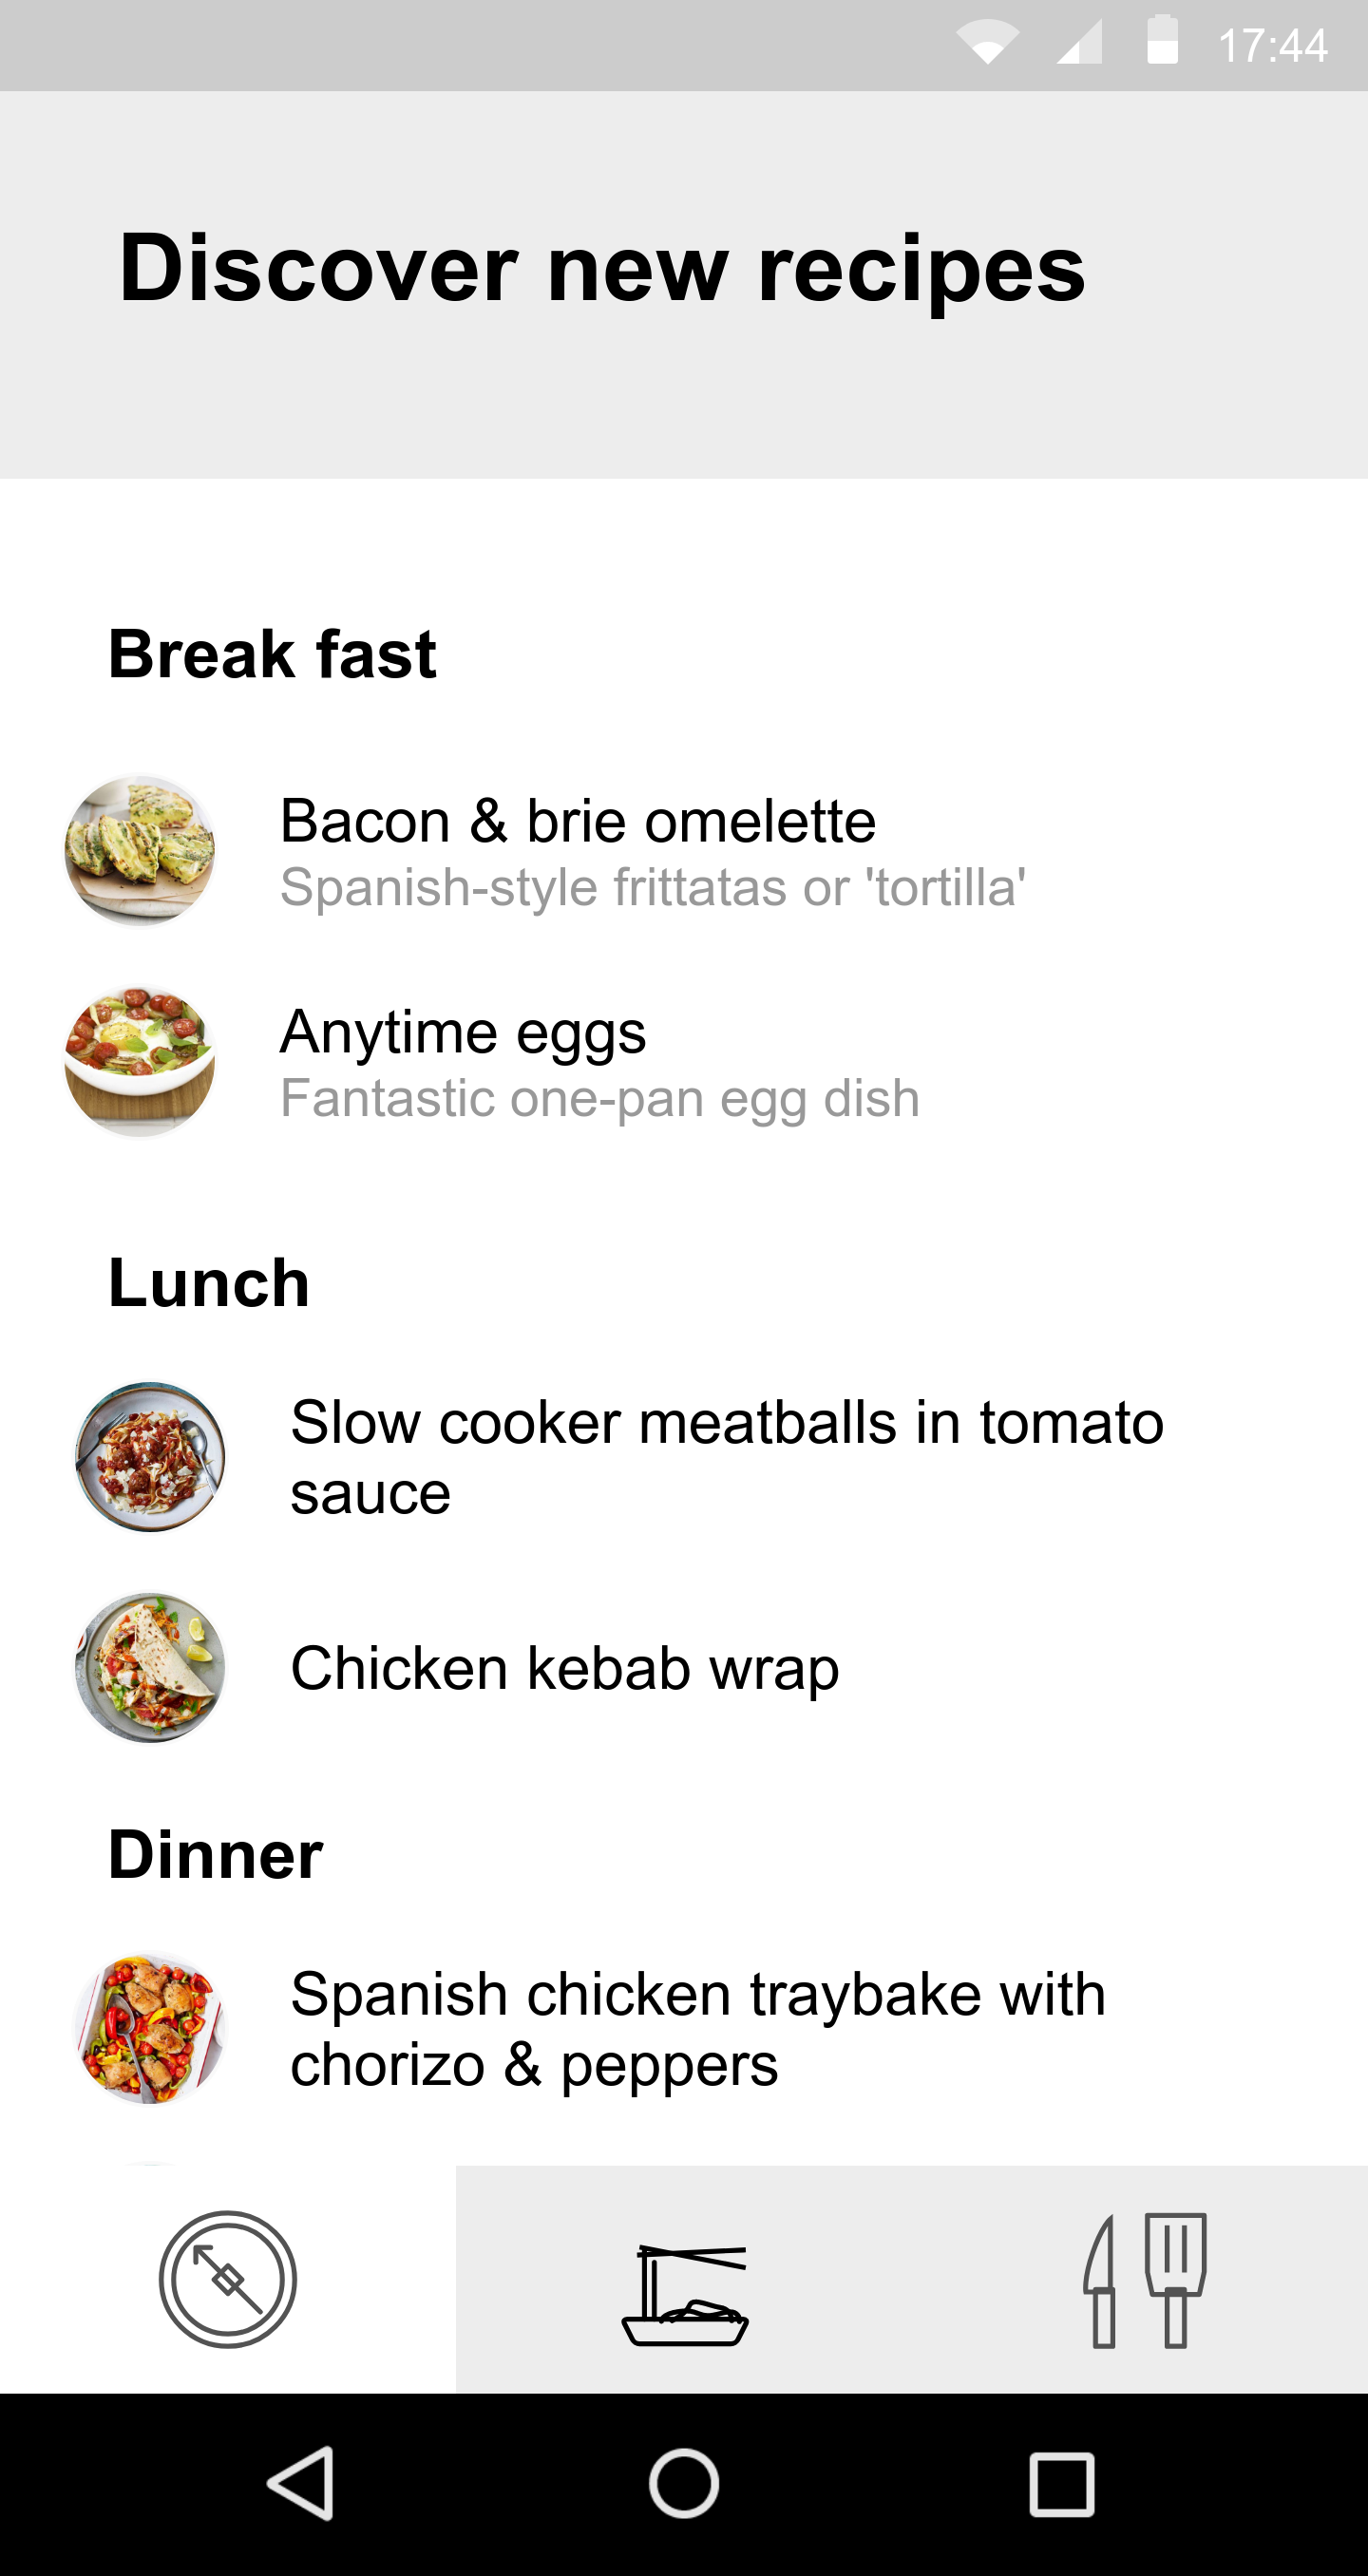 17:44
Discover new recipes
Break fast
Bacon & brie omelette
Spanish-style frittatas or 'tortilla'
Anytime eggs
Fantastic one-pan egg dish
Lunch
Slow cooker meatballs in tomato
sauce
Chicken kebab wrap
Dinner
Spanish chicken traybake with
chorizo & peppers